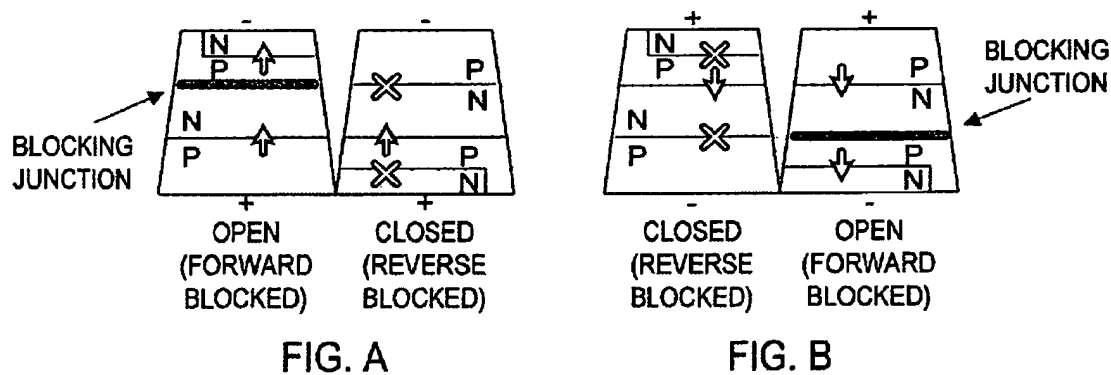 - -
N
P
BLOCKING
JUNCTION
N
P
+
OPEN
(FORWARD
BLOCKED)
P
N
P
N
+
CLOSED
(REVERSE
BLOCKED)
FIG. A
+ +
N
P
N
P
-
CLOSED
(REVERSE
BLOCKED)
P
N
P
N
-
OPEN
(FORWARD
BLOCKED)
BLOCKING
JUNCTION
FIG. B